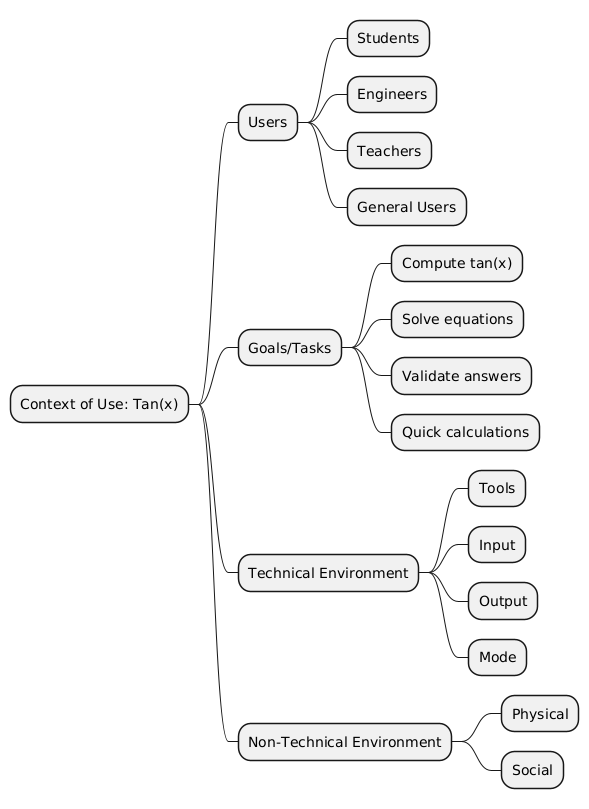 Context of Use: Tan(x)
Users
Students
Engineers
Teachers
General Users
Goals/Tasks
Compute tan(x)
Solve equations
Validate answers
Quick calculations
Technical Environment
Tools
Input
Output
Mode
Non-Technical Environment
Physical
Social